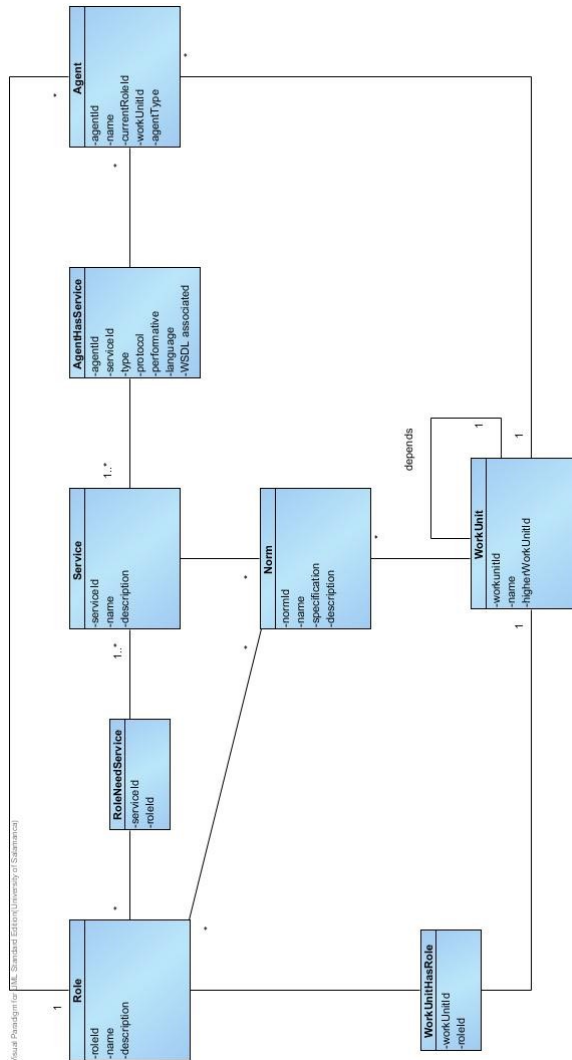 Visual Paradigm for UML Standard Edition(University of Salamanca)
1
*
Role
-roleId
-name
-description
*
RoleNeedService
-serviceId
-roleId
1..*
Service
-serviceId
-name
-description
1..*
AgentHasService
-agentId
-serviceId
-type
-protocol
-performative
-language
-WSDL associated
*
Agent
-agentId
-name
-currentRoleId
-workUnitId
-agentType
*
*
*
*
Norm
-normId
-name
-specification
-description
*
depends
1
WorkUnitHasRole
-workUnitId
-roleId
1
WorkUnit
-workunitId
-name
-higherWorkUnitId
1